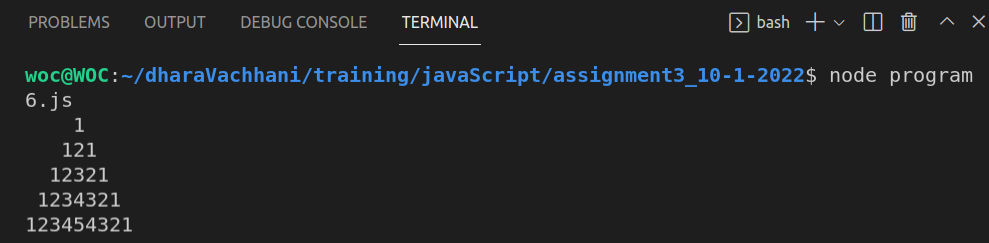 PROBLEMS OUTPUT DEBUG CONSOLE TERMINAL bash
woc@WOC:~/dharaVachhani/training/javaScript/assignment3_10-1-2022$ node program
6.js
    1
   121
  12321
 1234321
123454321